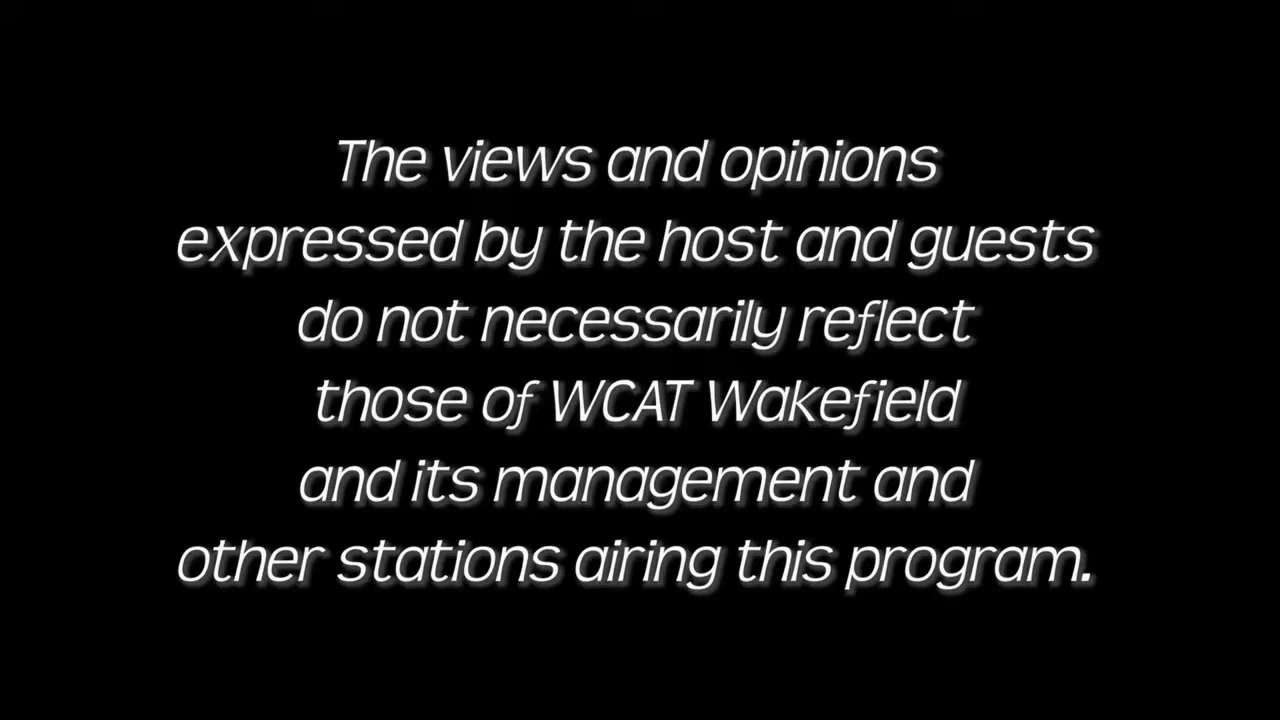 The views and opinions
expressed by the host and guests
do not necessarily reflect
those of WCAT Wakefield
and its management and
other stations airing this program.